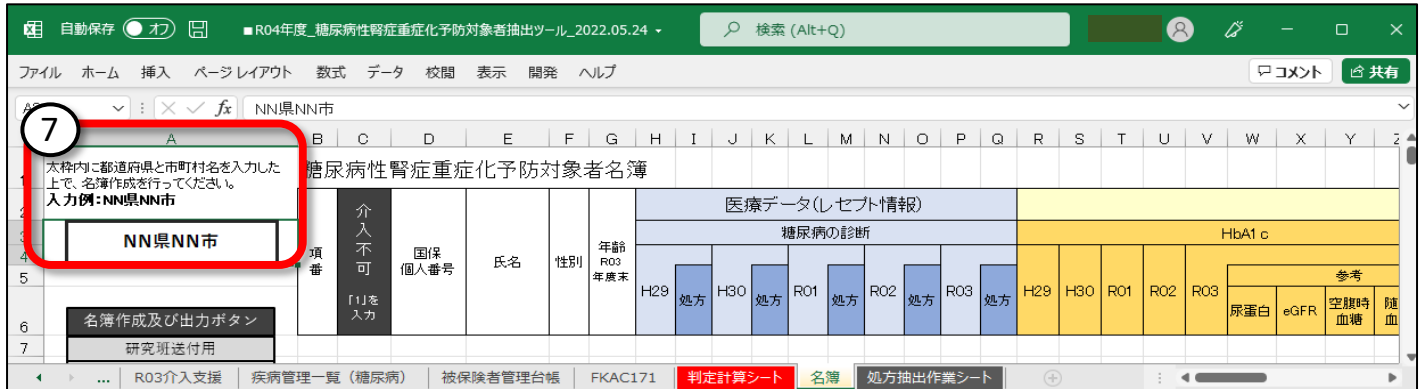 自動保存 オフ ■R04年度_糖尿病性腎症重症化予防対象者抽出ツール_2022.05.24 検索 (Alt+Q)
ファイル ホーム 挿入 ページ レイアウト 数式 データ 校閲 表示 開発 ヘルプ コメント 共有
fx NN県NN市
7
A B C D E F G H I J K L M N O P Q R S T U V W X Y
太枠内に都道府県と市町村名を入力した
上で、名簿作成を行ってください。
入力例:NN県NN市
糖尿病性腎症重症化予防対象者名簿
NN県NN市
項番
介入不可
「1」を入力
国保
個人番号
氏名
性別
年齢
R03
年度末
医療データ(レセプト情報)
糖尿病の診断 HbA1c
参考
H29 処方 H30 処方 R01 処方 R02 処方 R03 処方 H29 H30 R01 R02 R03 尿蛋白 eGFR 空腹時血糖
3
4
5
6 名簿作成及び出力ボタン
7 研究班送付用
... R03介入支援 疾病管理一覧(糖尿病) 被保険者管理台帳 FKAC171 判定計算シート 名簿 処方抽出作業シート